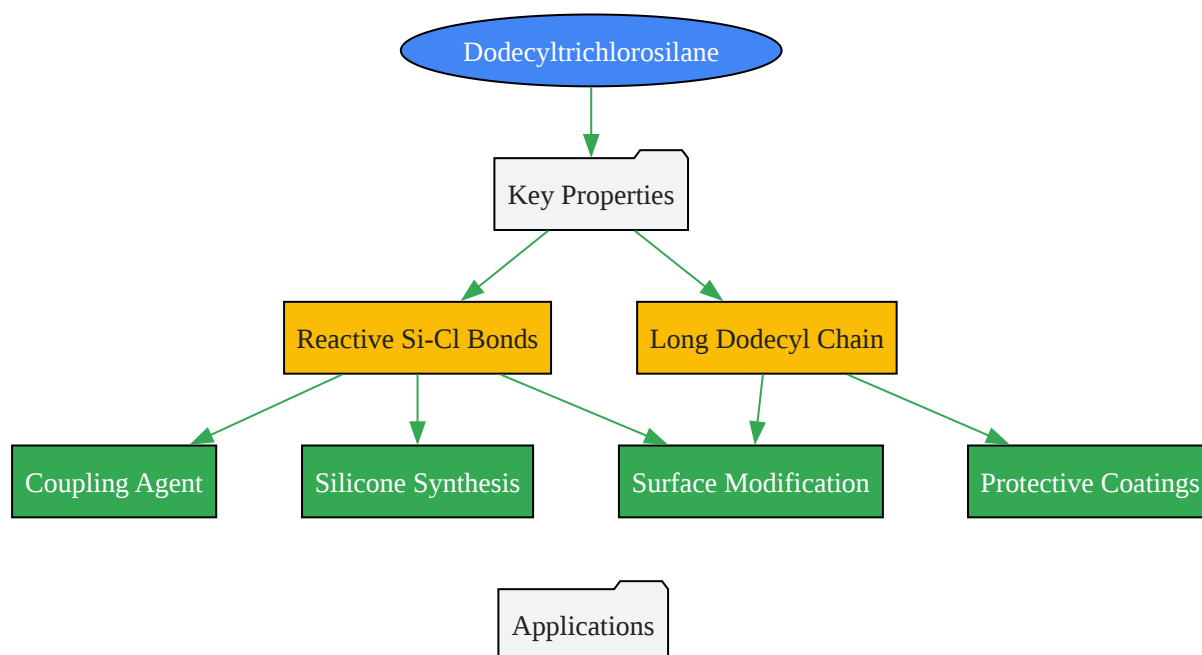 Dodecyltrichlorosilane
Key Properties
Reactive Si-Cl Bonds
Long Dodecyl Chain
Coupling Agent
Silicone Synthesis
Surface Modification
Protective Coatings
Applications